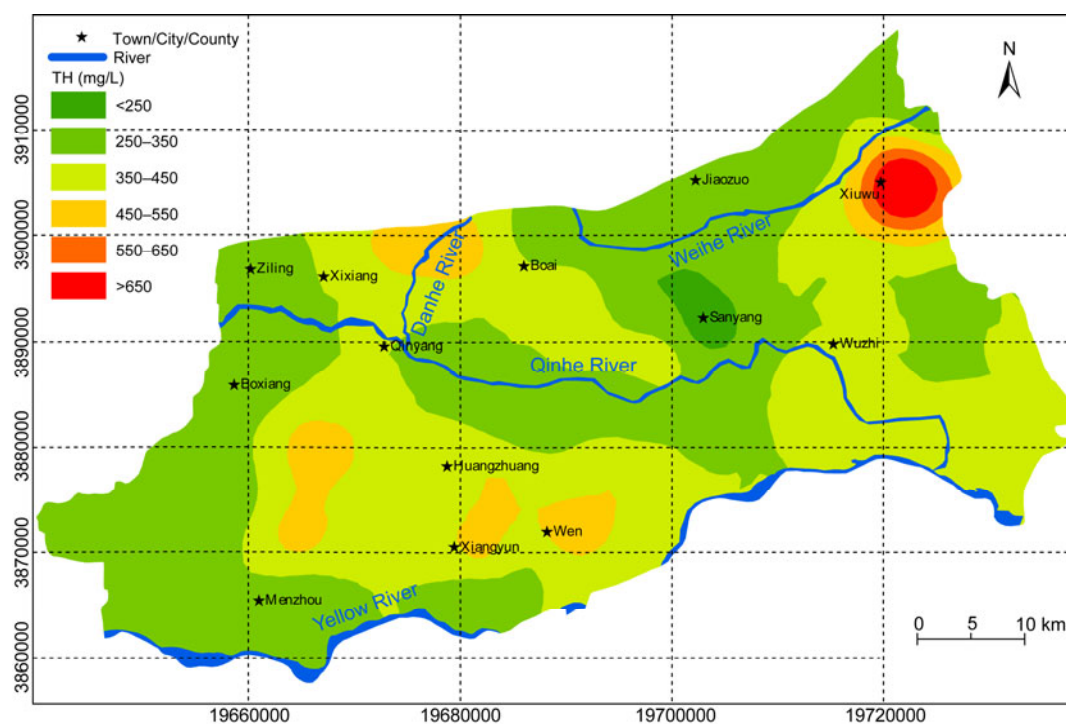 Town/City/County
River
TH (mg/L)
<250
250–350
350–450
450–550
550–650
>650
N
3910000
3900000
3890000
3880000
3870000
3860000
Jiaozuo
Xiuwu
Weihe River
Danhe River
Ziling
Xixiang
Boai
Sanyang
Qinyang
Wuzhi
Qinhe River
Boxiang
Huangzhuang
Wen
Xiangyun
Menzhou
Yellow River
0 5 10 km
19660000 19680000 19700000 19720000